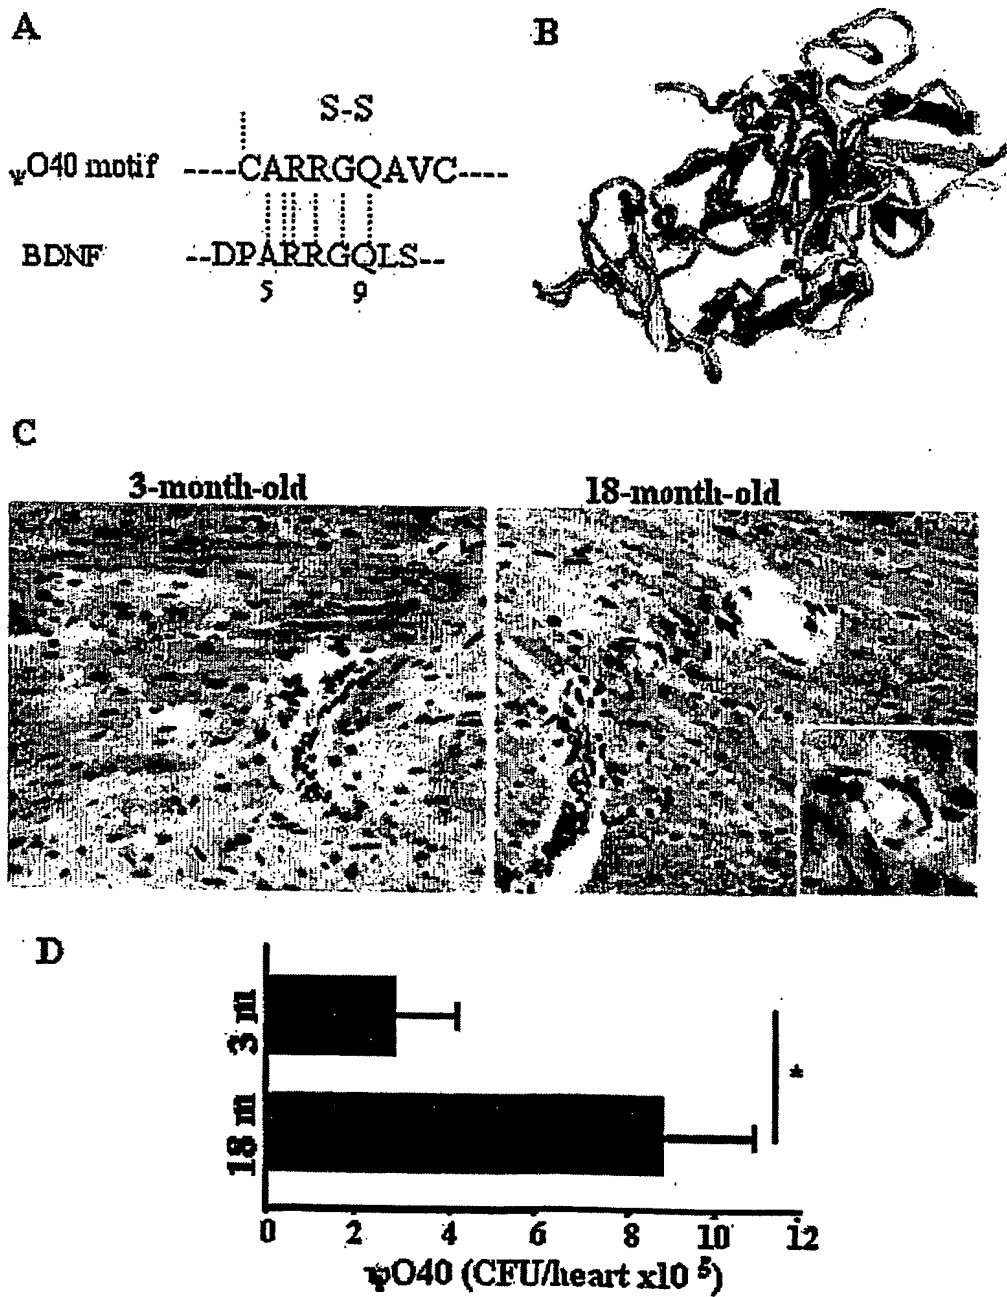 A
B
S-S
ψO40 motif ----CARRGQAVC----
BDNF --DPARRGQLS--
5 9
C
3-month-old 18-month-old
D
3 m
18 m
*
0 2 4 6 8 10 12
ψO40 (CFU/heart x10 5)